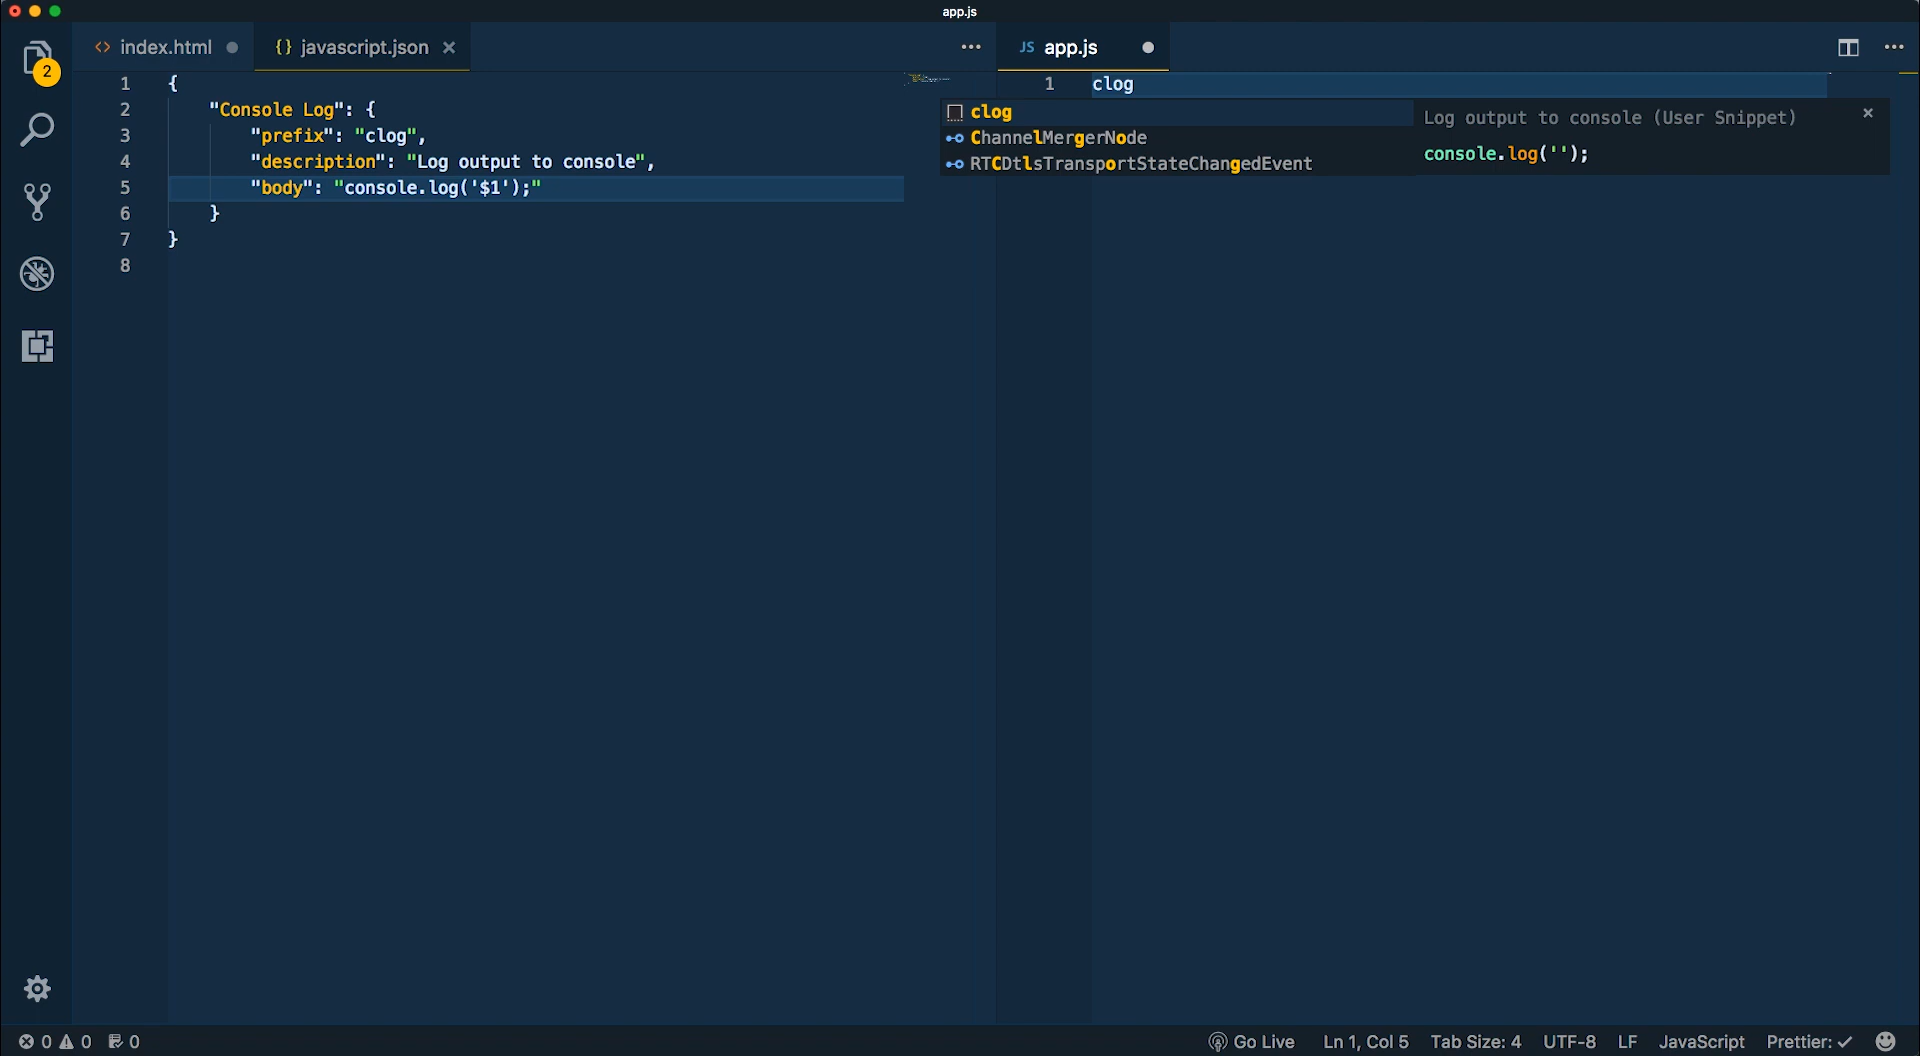 app.js
2
<> index.html
{} javascript.json
JS app.js
1 {
2 "Console Log": {
3 "prefix": "clog",
4 "description": "Log output to console",
5 "body": "console.log('$1');"
6 }
7 }
8
1 clog
clog
ChannelMergerNode
RTCDtlsTransportStateChangedEvent
Log output to console (User Snippet)
console.log('');
0 0 0
Go Live Ln 1, Col 5 Tab Size: 4 UTF-8 LF JavaScript Prettier: ✓